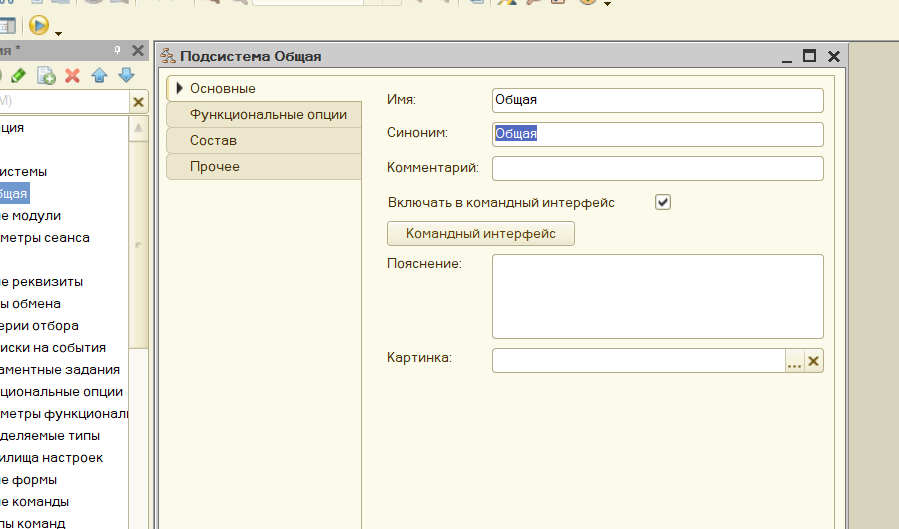 ия *
Подсистема Общая
М)
ция
истемы
бщая
е модули
метры сеанса
е реквизиты
ы обмена
ерии отбора
иски на события
аментные задания
циональные опции
метры функционалы
деляемые типы
илища настроек
е формы
е команды
пы команд
Основные
Функциональные опции
Состав
Прочее
Имя:
Общая
Синоним:
Общая
Комментарий:
Включать в командный интерфейс
Командный интерфейс
Пояснение:
Картинка:
...